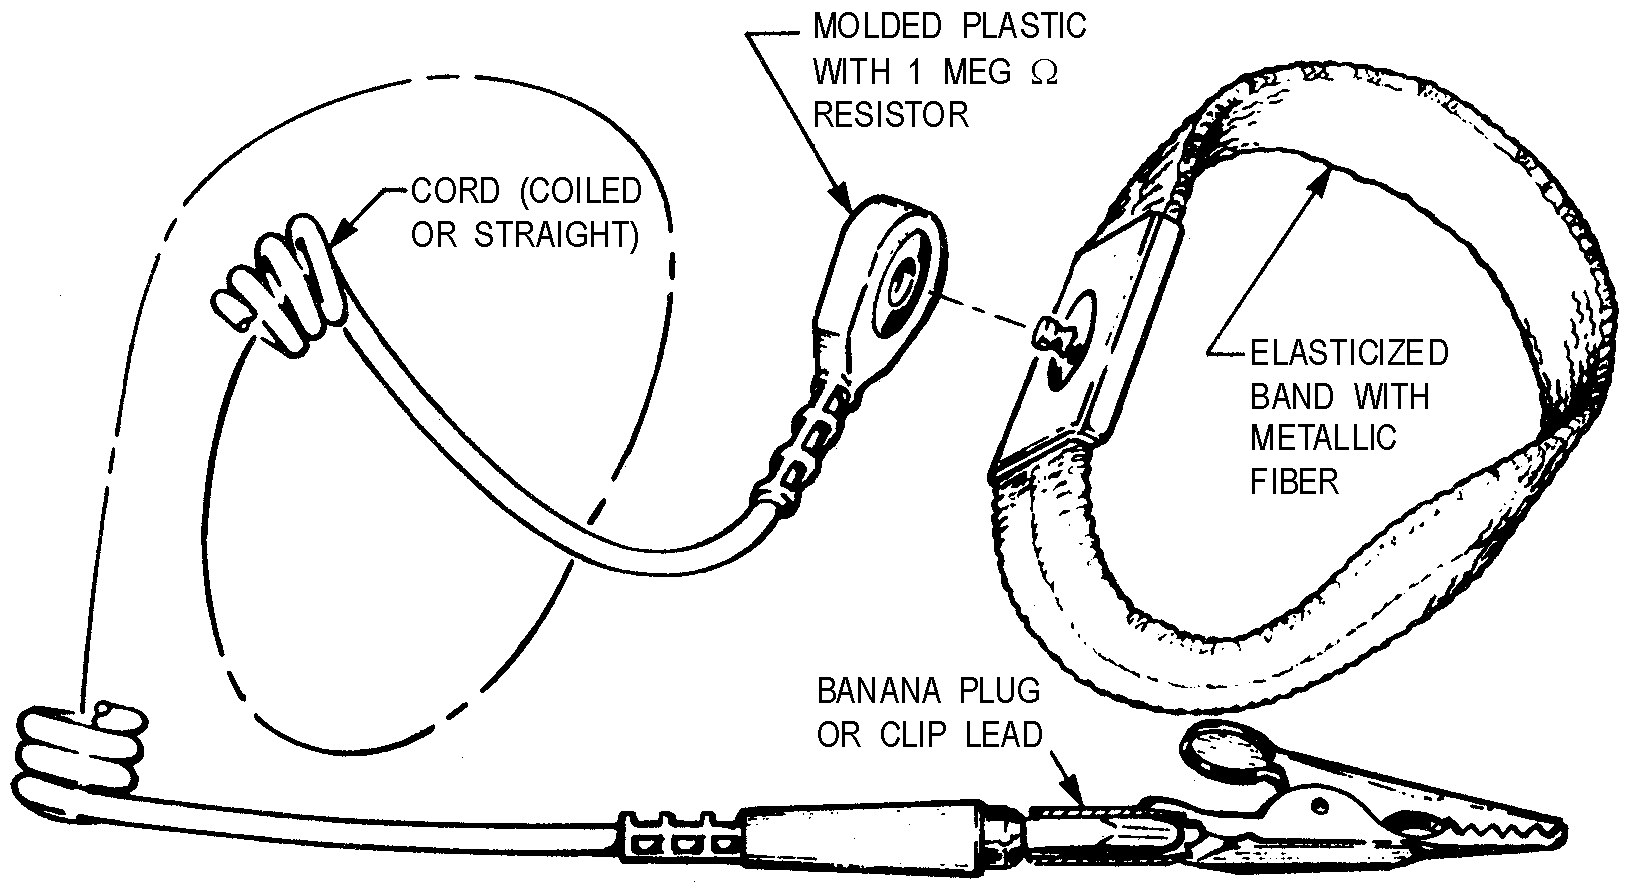 MOLDED PLASTIC
WITH 1 MEG Ω
RESISTOR
CORD (COILED
OR STRAIGHT)
ELASTICIZED
BAND WITH
METALLIC
FIBER
BANANA PLUG
OR CLIP LEAD